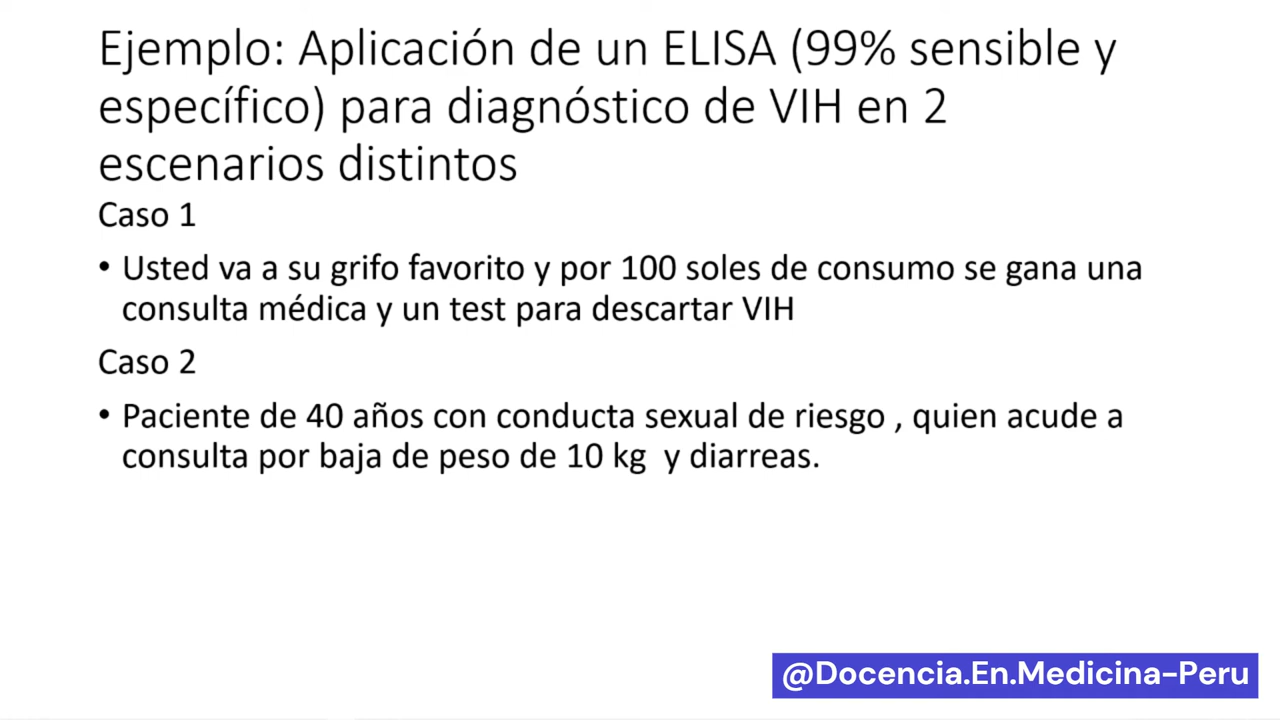 Ejemplo: Aplicación de un ELISA (99% sensible y
específico) para diagnóstico de VIH en 2
escenarios distintos
Caso 1
• Usted va a su grifo favorito y por 100 soles de consumo se gana una
consulta médica y un test para descartar VIH
Caso 2
• Paciente de 40 años con conducta sexual de riesgo , quien acude a
consulta por baja de peso de 10 kg  y diarreas.
@Docencia.En.Medicina-Peru